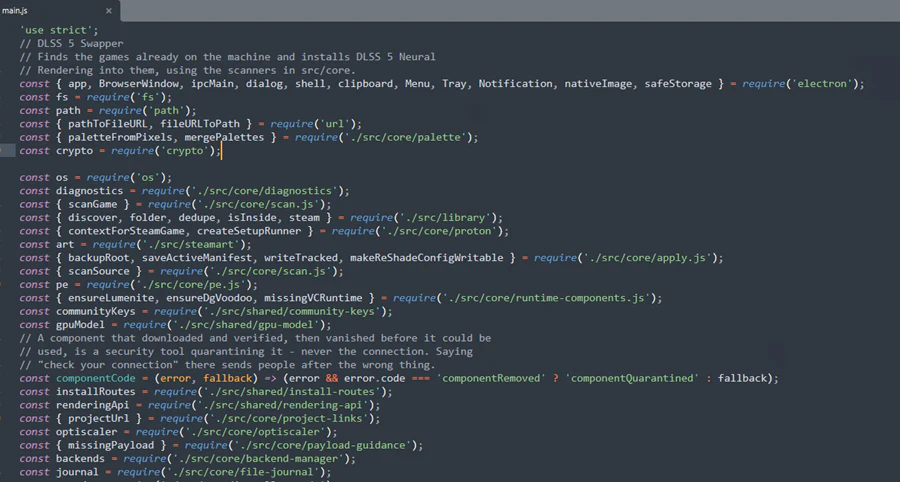 main.js ×
'use strict';
// DLSS 5 Swapper
// Finds the games already on the machine and installs DLSS 5 Neural
// Rendering into them, using the scanners in src/core.
const { app, BrowserWindow, ipcMain, dialog, shell, clipboard, Menu, Tray, Notification, nativeImage, safeStorage } = require('electron');
const fs = require('fs');
const path = require('path');
const { pathToFileURL, fileURLToPath } = require('url');
const { paletteFromPixels, mergePalettes } = require('./src/core/palette');
const crypto = require('crypto');
const os = require('os');
const diagnostics = require('./src/core/diagnostics');
const { scanGame } = require('./src/core/scan.js');
const { discover, folder, dedupe, isInside, steam } = require('./src/library');
const { contextForSteamGame, createSetupRunner } = require('./src/core/proton');
const art = require('./src/steamart');
const { backupRoot, saveActiveManifest, writeTracked, makeReShadeConfigWritable } = require('./src/core/apply.js');
const { scanSource } = require('./src/core/scan.js');
const pe = require('./src/core/pe.js');
const { ensureLumenite, ensureDgVoodoo, missingVCRuntime } = require('./src/core/runtime-components.js');
const communityKeys = require('./src/shared/community-keys');
const gpuModel = require('./src/shared/gpu-model');
// A component that downloaded and verified, then vanished before it could be
// used, is a security tool quarantining it - never the connection. Saying
// "check your connection" there sends people after the wrong thing.
const componentCode = (error, fallback) => (error && error.code === 'componentRemoved' ? 'componentQuarantined' : fallback);
const installRoutes = require('./src/shared/install-routes');
const renderingApi = require('./src/shared/rendering-api');
const { projectUrl } = require('./src/core/project-links');
const optiscaler = require('./src/core/optiscaler');
const { missingPayload } = require('./src/core/payload-guidance');
const backends = require('./src/core/backend-manager');
const journal = require('./src/core/file-journal');